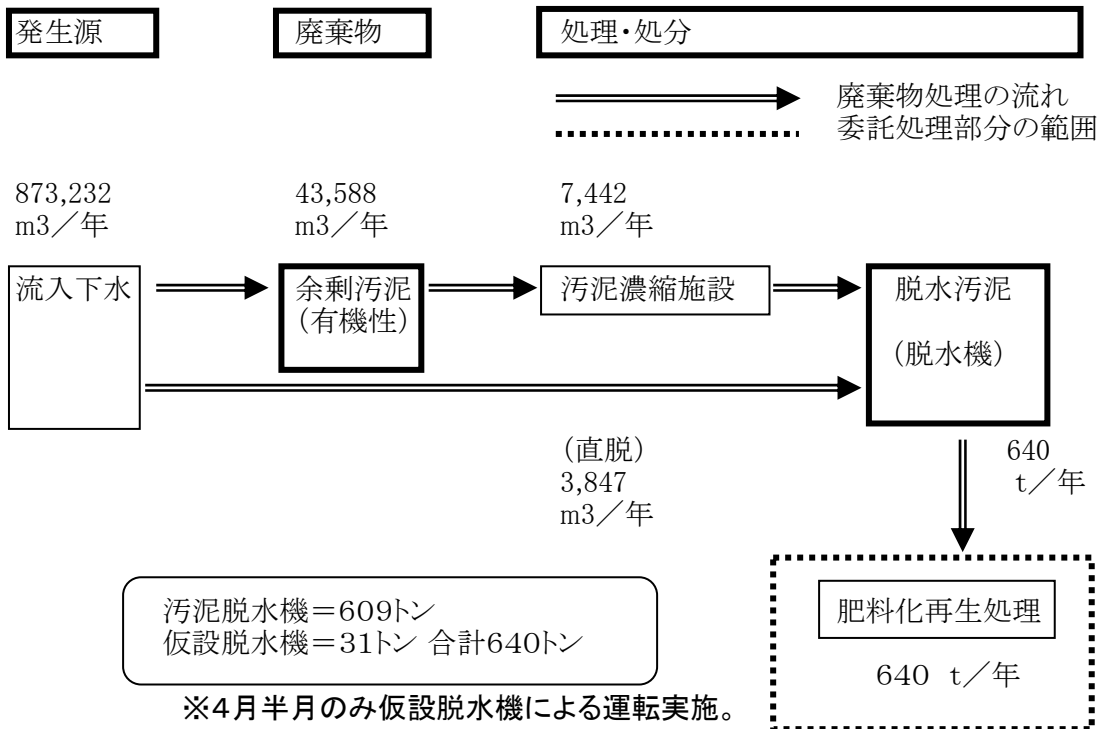 発生源
廃棄物
処理・処分
廃棄物処理の流れ
委託処理部分の範囲
873,232
m3／年
43,588
m3／年
7,442
m3／年
流入下水
余剰汚泥
（有機性）
汚泥濃縮施設
脱水汚泥
（脱水機）
（直脱）
3,847
m3／年
640
t／年
汚泥脱水機＝609トン
仮設脱水機＝31トン 合計640トン
肥料化再生処理
640 t／年
※4月半月のみ仮設脱水機による運転実施。